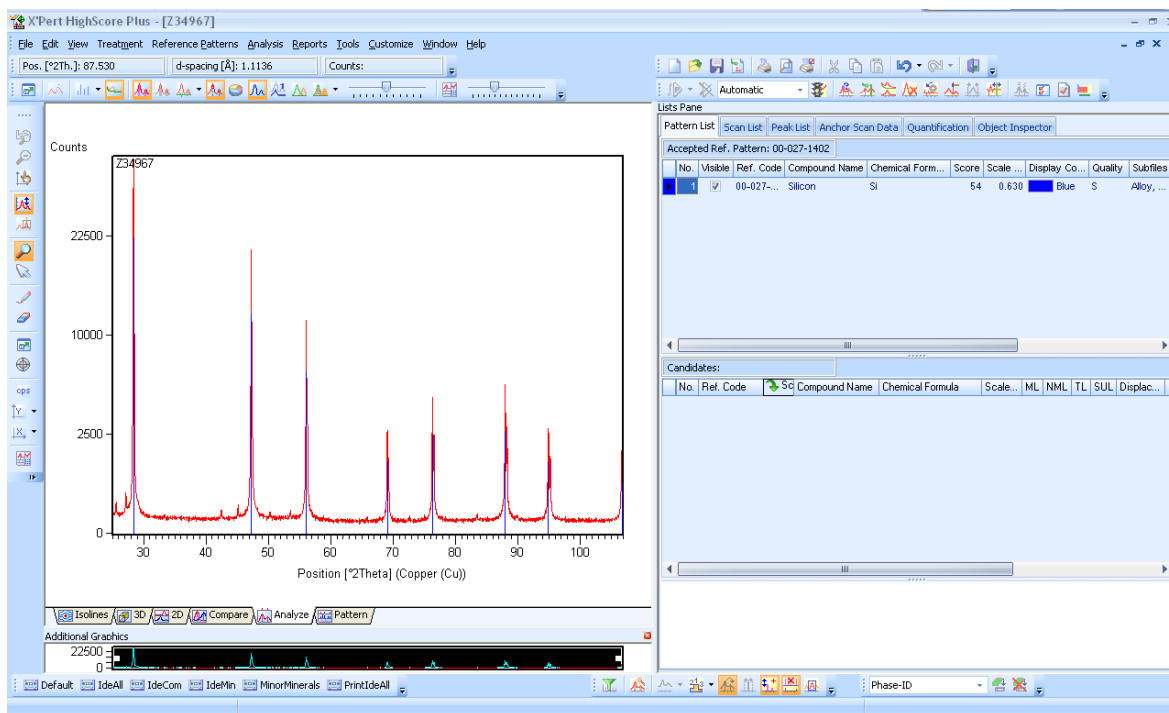 X'Pert HighScore Plus - [Z34967]
File Edit View Treatment Reference Patterns Analysis Reports Tools Customize Window Help
Pos. [°2Th.]: 87.530 d-spacing [Å]: 1.1136 Counts:
Automatic
Lists Pane
Pattern List Scan List Peak List Anchor Scan Data Quantification Object Inspector
Accepted Ref. Pattern: 00-027-1402
No. Visible Ref. Code Compound Name Chemical Form... Score Scale ... Display Co... Quality Subfiles
1 00-027-... Silicon Si 54 0.630 Blue S Alloy, ...
Counts
Z34967
22500
10000
2500
0
30 40 50 60 70 80 90 100
Position [°2Theta] (Copper (Cu))
cps
Y
X
Candidates:
No. Ref. Code Sc Compound Name Chemical Formula Scale... ML NML TL SUL Displac...
Isolines 3D 2D Compare Analyze Pattern
Additional Graphics
22500
0
Default IdeAll IdeCom IdeMin MinorMinerals PrintIdeAll
Phase-ID